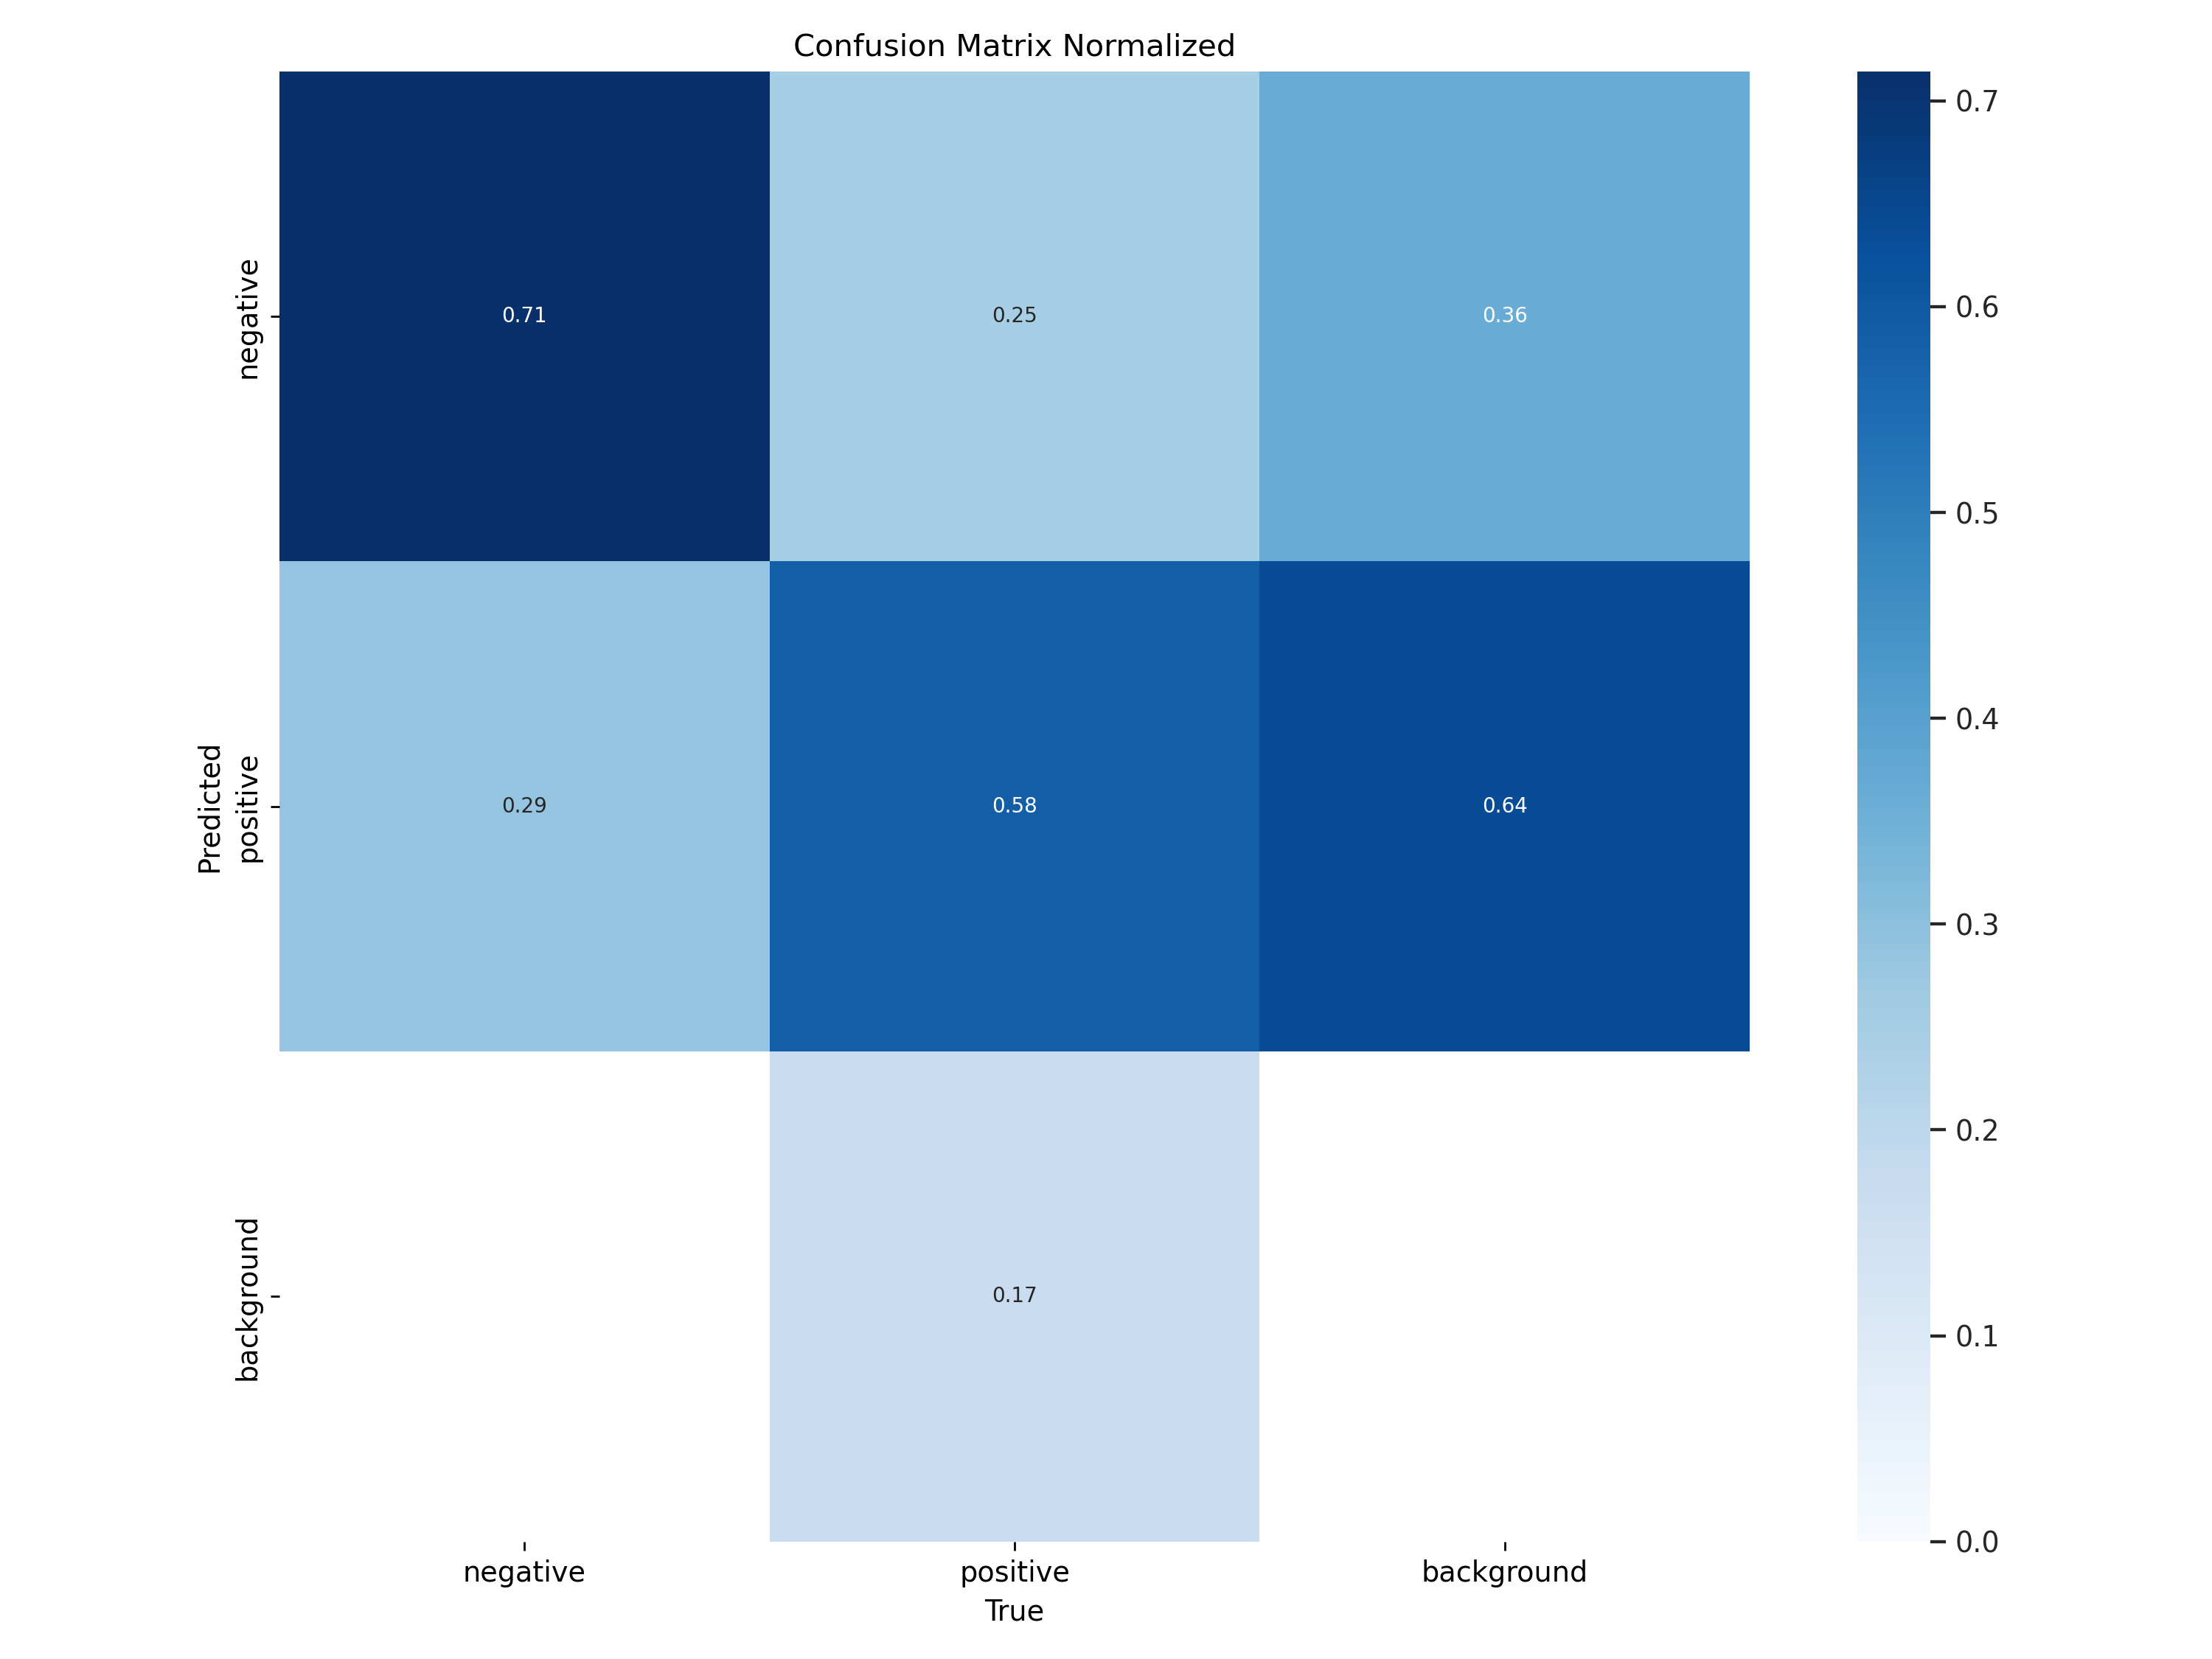 Confusion Matrix Normalized
negative
0.71
0.25
0.36
Predicted
positive
0.29
0.58
0.64
background
0.17
negative
positive
background
True
0.7
0.6
0.5
0.4
0.3
0.2
0.1
0.0